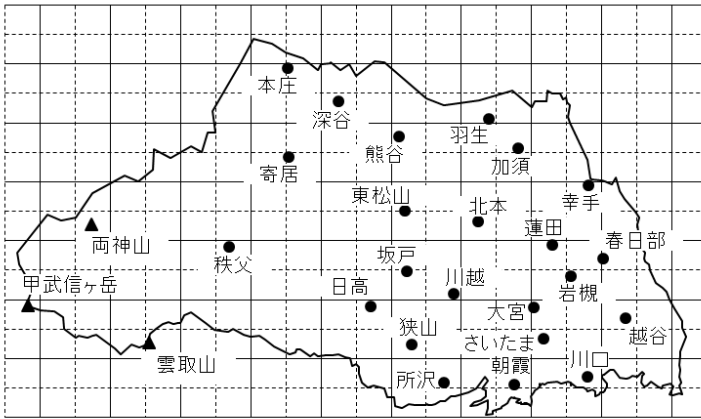 本庄
深谷
羽生
熊谷
加須
寄居
東松山
北本
幸手
両神山
蓮田
春日部
秩父
坂戸
甲武信ヶ岳
日高
川越
岩槻
大宮
狭山
さいたま
越谷
雲取山
所沢
朝霞
川口